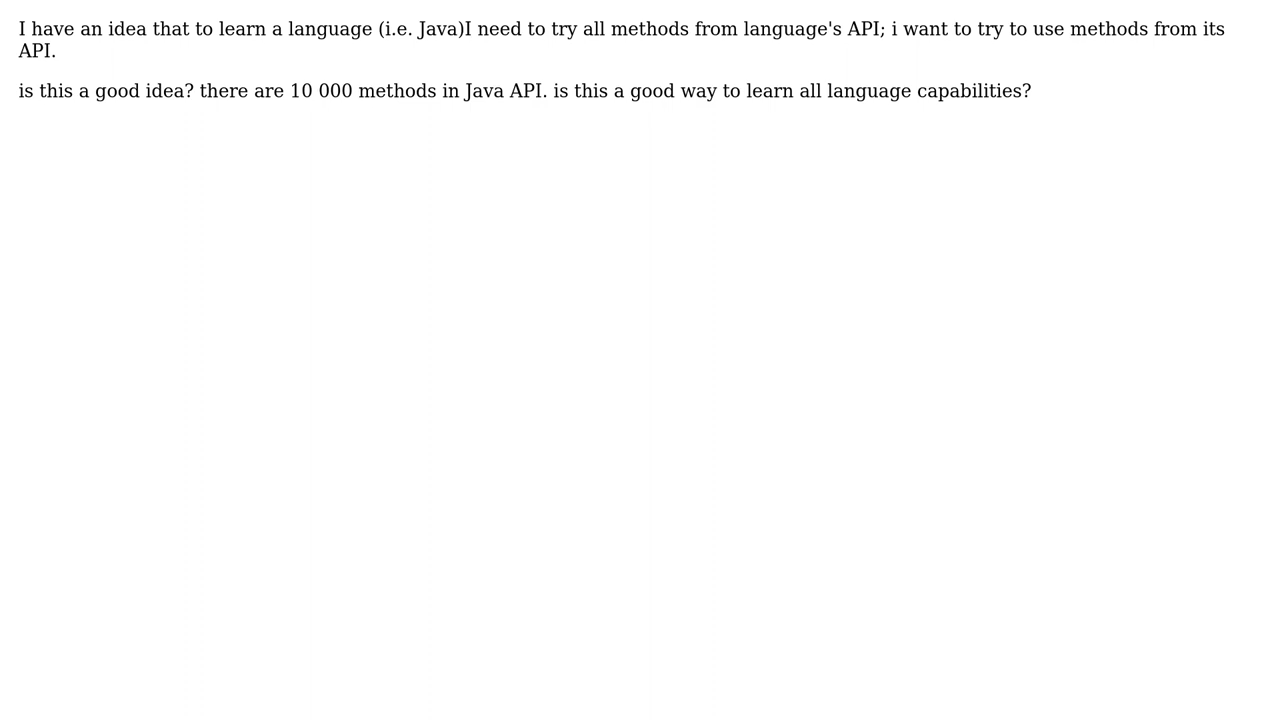 I have an idea that to learn a language (i.e. Java)I need to try all methods from language's API; i want to try to use methods from its
API.
is this a good idea? there are 10 000 methods in Java API. is this a good way to learn all language capabilities?